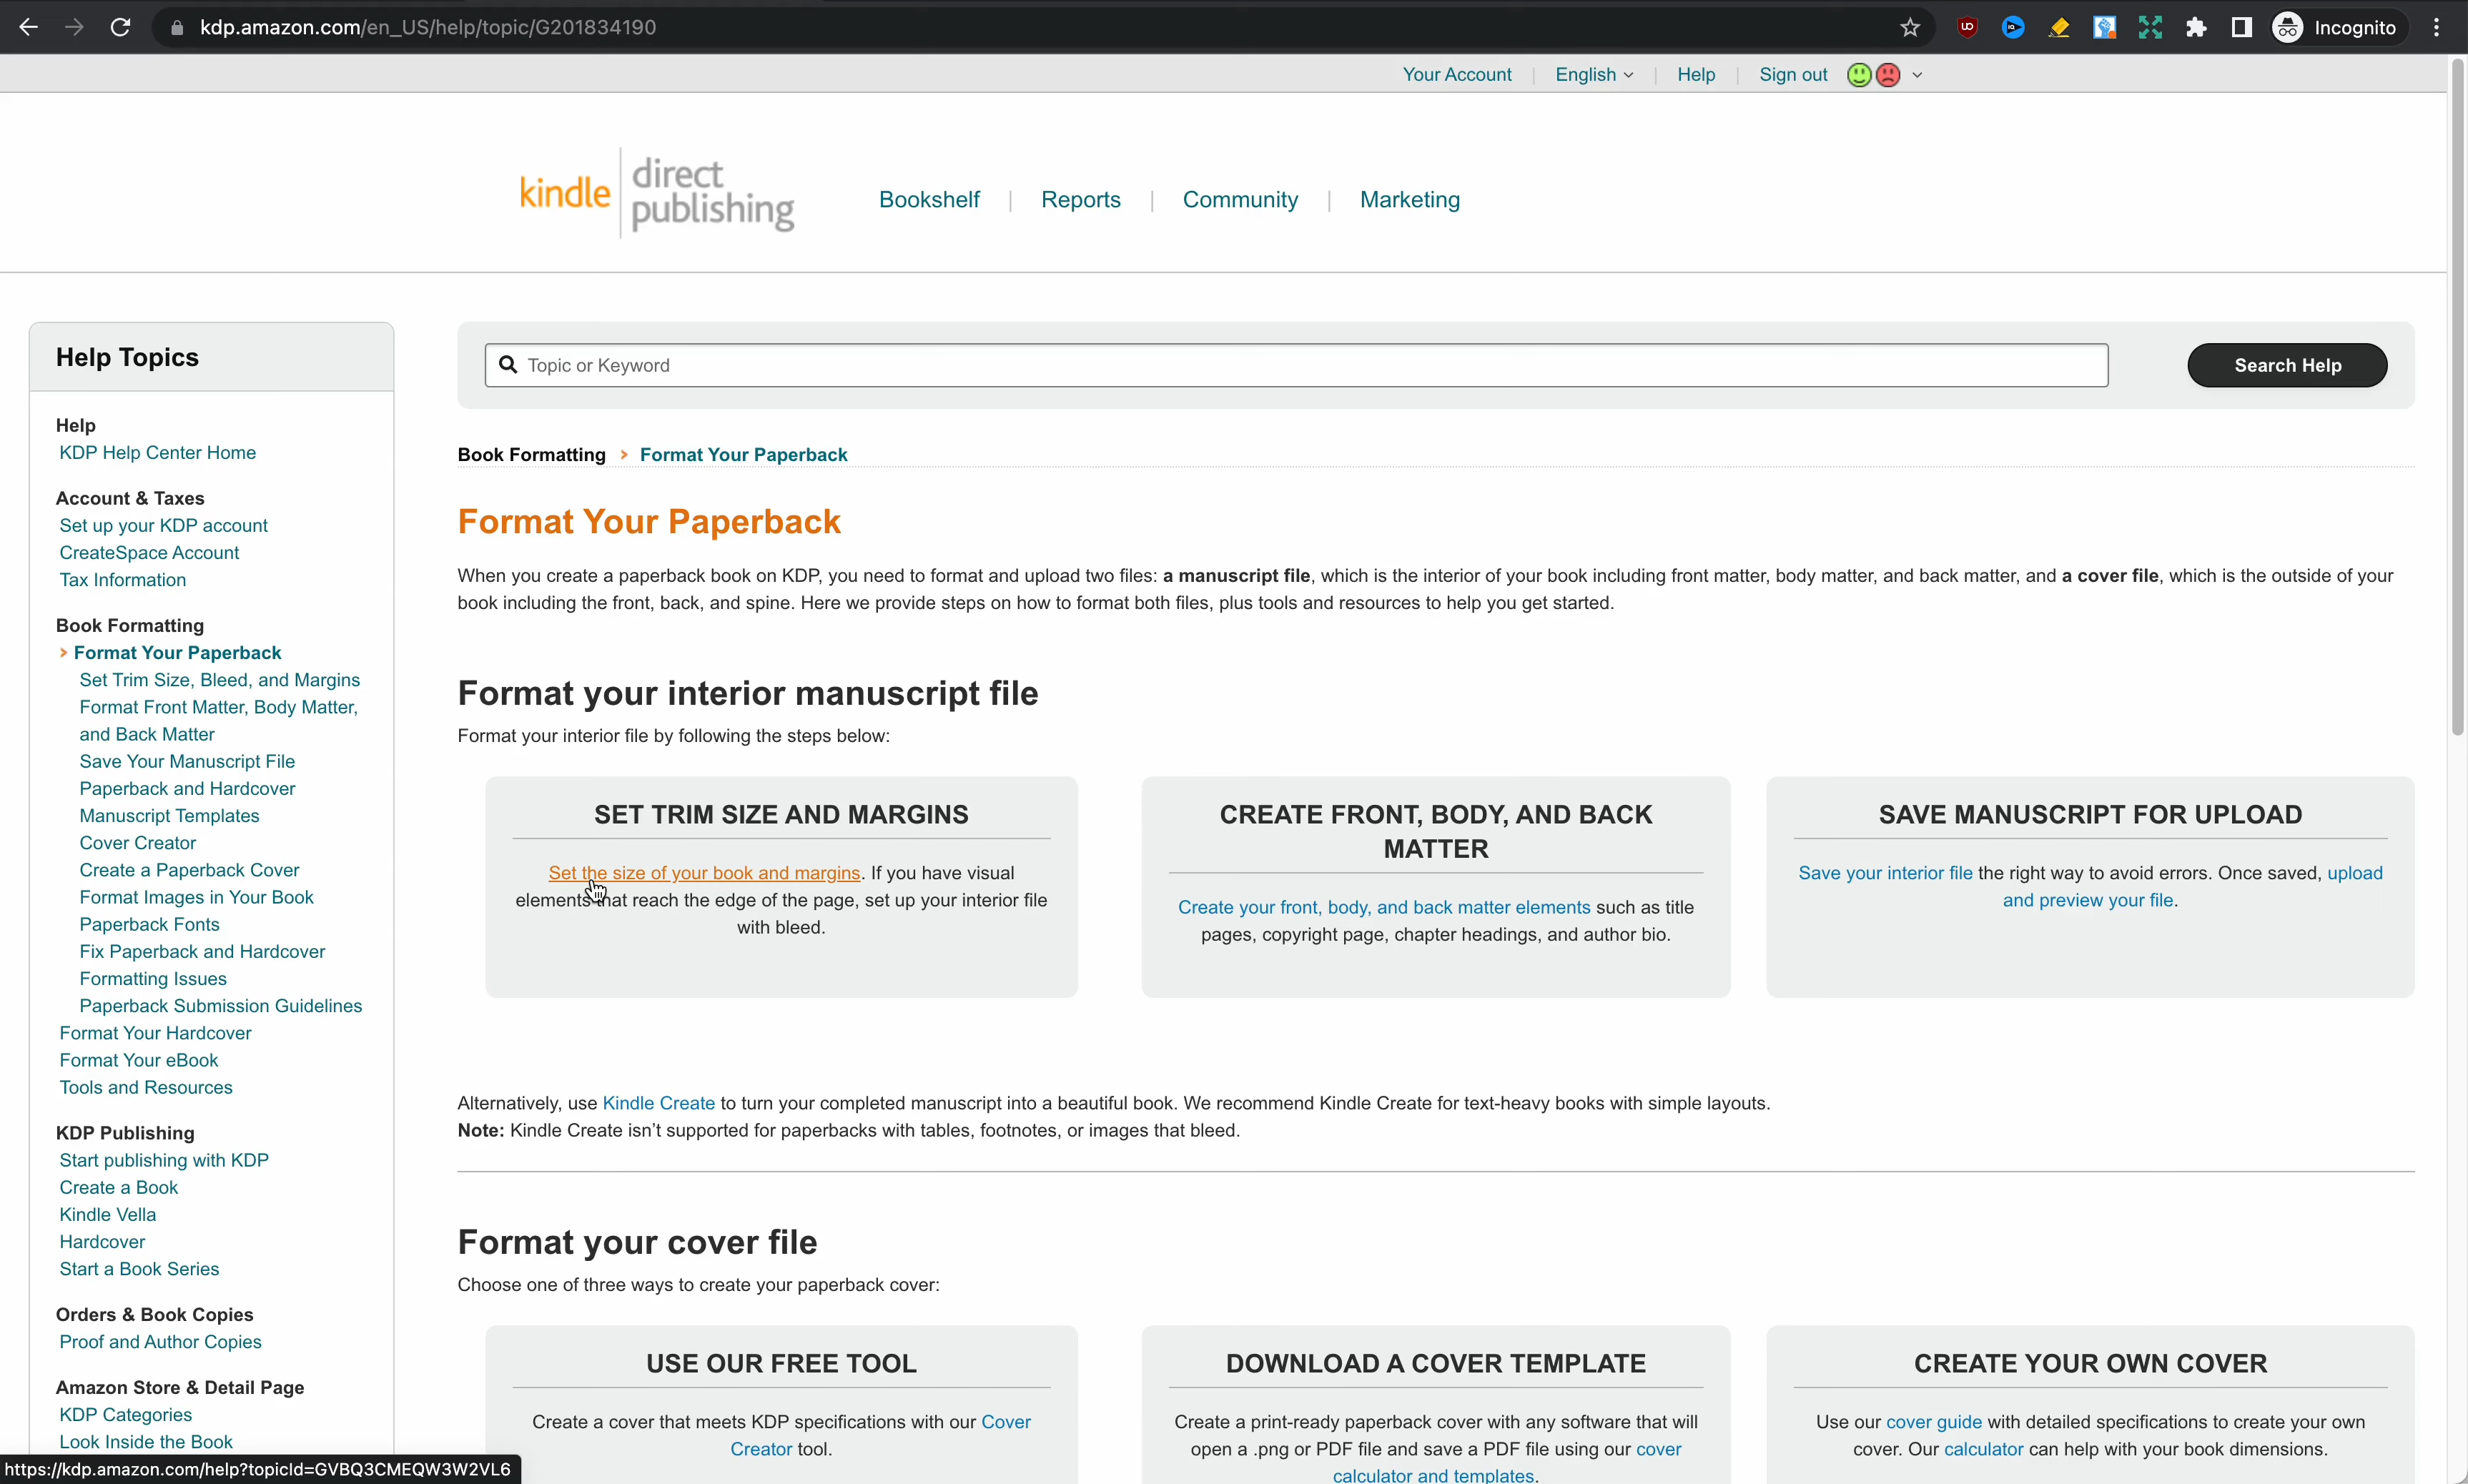 kdp.amazon.com/en_US/help/topic/G201834190
Incognito
Your Account
English
Help
Sign out
kindle direct publishing
Bookshelf
Reports
Community
Marketing
Help Topics
Help
KDP Help Center Home
Account & Taxes
Set up your KDP account
CreateSpace Account
Tax Information
Book Formatting
Format Your Paperback
Set Trim Size, Bleed, and Margins
Format Front Matter, Body Matter,
and Back Matter
Save Your Manuscript File
Paperback and Hardcover
Manuscript Templates
Cover Creator
Create a Paperback Cover
Format Images in Your Book
Paperback Fonts
Fix Paperback and Hardcover
Formatting Issues
Paperback Submission Guidelines
Format Your Hardcover
Format Your eBook
Tools and Resources
KDP Publishing
Start publishing with KDP
Create a Book
Kindle Vella
Hardcover
Start a Book Series
Orders & Book Copies
Proof and Author Copies
Amazon Store & Detail Page
KDP Categories
Look Inside the Book
Topic or Keyword
Search Help
Book Formatting › Format Your Paperback
Format Your Paperback
When you create a paperback book on KDP, you need to format and upload two files: a manuscript file, which is the interior of your book including front matter, body matter, and back matter, and a cover file, which is the outside of your
book including the front, back, and spine. Here we provide steps on how to format both files, plus tools and resources to help you get started.
Format your interior manuscript file
Format your interior file by following the steps below:
SET TRIM SIZE AND MARGINS
Set the size of your book and margins. If you have visual
elements that reach the edge of the page, set up your interior file
with bleed.
CREATE FRONT, BODY, AND BACK
MATTER
Create your front, body, and back matter elements such as title
pages, copyright page, chapter headings, and author bio.
SAVE MANUSCRIPT FOR UPLOAD
Save your interior file the right way to avoid errors. Once saved, upload
and preview your file.
Alternatively, use Kindle Create to turn your completed manuscript into a beautiful book. We recommend Kindle Create for text-heavy books with simple layouts.
Note: Kindle Create isn't supported for paperbacks with tables, footnotes, or images that bleed.
Format your cover file
Choose one of three ways to create your paperback cover:
USE OUR FREE TOOL
Create a cover that meets KDP specifications with our Cover
Creator tool.
DOWNLOAD A COVER TEMPLATE
Create a print-ready paperback cover with any software that will
open a .png or PDF file and save a PDF file using our cover
calculator and templates.
CREATE YOUR OWN COVER
Use our cover guide with detailed specifications to create your own
cover. Our calculator can help with your book dimensions.
https://kdp.amazon.com/help?topicId=GVBQ3CMEQW3W2VL6